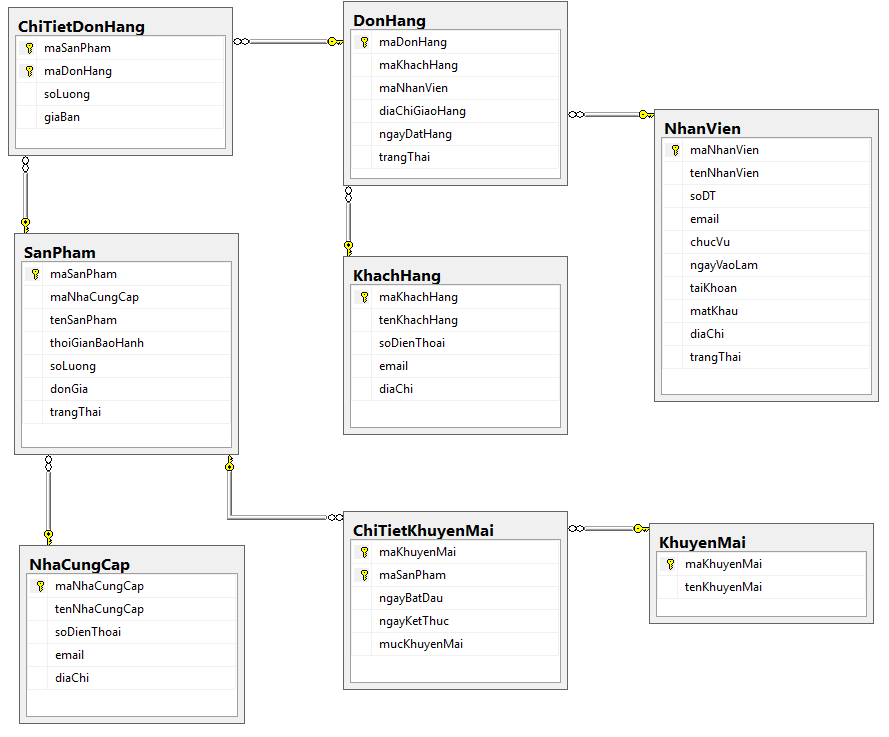 ChiTietDonHang
maSanPham
maDonHang
soLuong
giaBan
DonHang
maDonHang
maKhachHang
maNhanVien
diaChiGiaoHang
ngayDatHang
trangThai
NhanVien
maNhanVien
tenNhanVien
soDT
email
chucVu
ngayVaoLam
taiKhoan
matKhau
diaChi
trangThai
SanPham
maSanPham
maNhaCungCap
tenSanPham
thoiGianBaoHanh
soLuong
donGia
trangThai
KhachHang
maKhachHang
tenKhachHang
soDienThoai
email
diaChi
NhaCungCap
maNhaCungCap
tenNhaCungCap
soDienThoai
email
diaChi
ChiTietKhuyenMai
maKhuyenMai
maSanPham
ngayBatDau
ngayKetThuc
mucKhuyenMai
KhuyenMai
maKhuyenMai
tenKhuyenMai